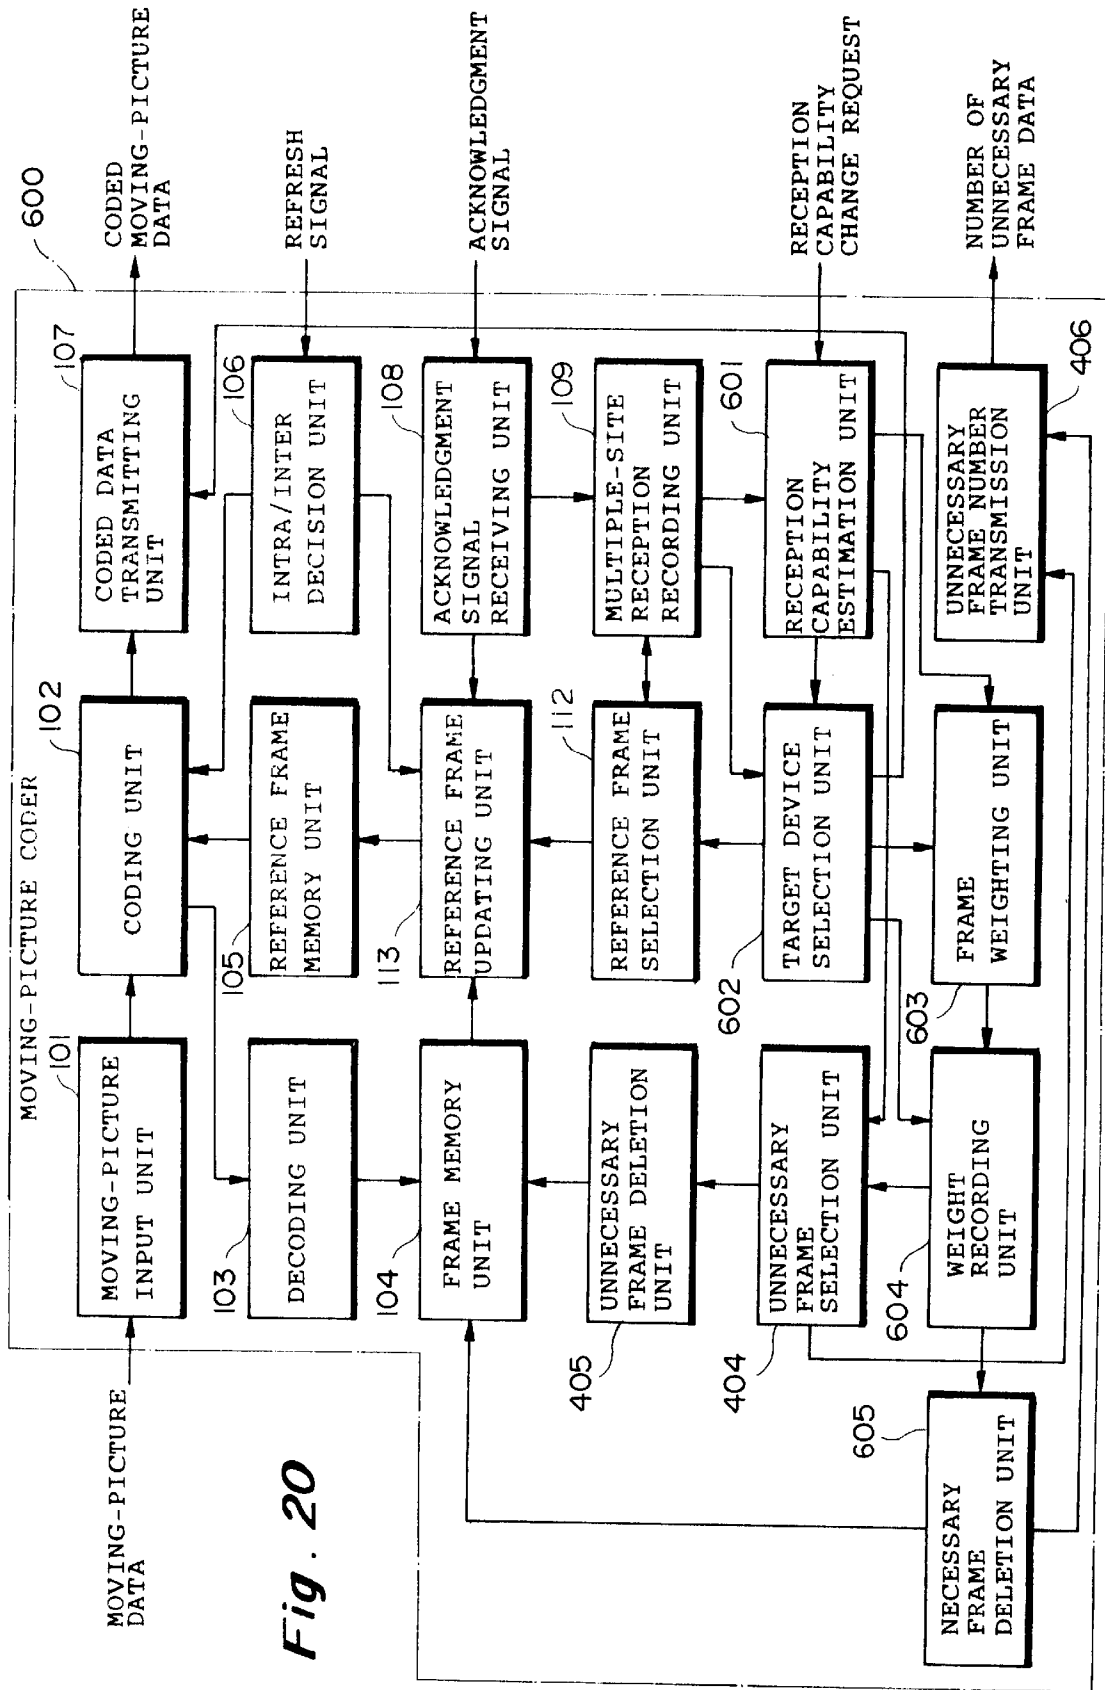 MOVING-PICTURE CODER
600
MOVING-PICTURE
DATA
101
MOVING-PICTURE
INPUT UNIT
102
CODING UNIT
107
CODED DATA
TRANSMITTING
UNIT
CODED
MOVING-PICTURE
DATA
103
DECODING UNIT
105
REFERENCE FRAME
MEMORY UNIT
106
INTRA/INTER
DECISION UNIT
REFRESH
SIGNAL
104
FRAME MEMORY
UNIT
113
REFERENCE FRAME
UPDATING UNIT
108
ACKNOWLEDGMENT
SIGNAL
RECEIVING UNIT
ACKNOWLEDGMENT
SIGNAL
405
UNNECESSARY
FRAME DELETION
UNIT
112
REFERENCE FRAME
SELECTION UNIT
109
MULTIPLE-SITE
RECEPTION
RECORDING UNIT
404
UNNECESSARY
FRAME
SELECTION UNIT
602
TARGET DEVICE
SELECTION UNIT
601
RECEPTION
CAPABILITY
ESTIMATION UNIT
RECEPTION
CAPABILITY
CHANGE REQUEST
605
NECESSARY
FRAME
DELETION UNIT
604
WEIGHT
RECORDING
UNIT
603
FRAME
WEIGHTING UNIT
406
UNNECESSARY
FRAME NUMBER
TRANSMISSION
UNIT
NUMBER OF
UNNECESSARY
FRAME DATA
Fig. 20